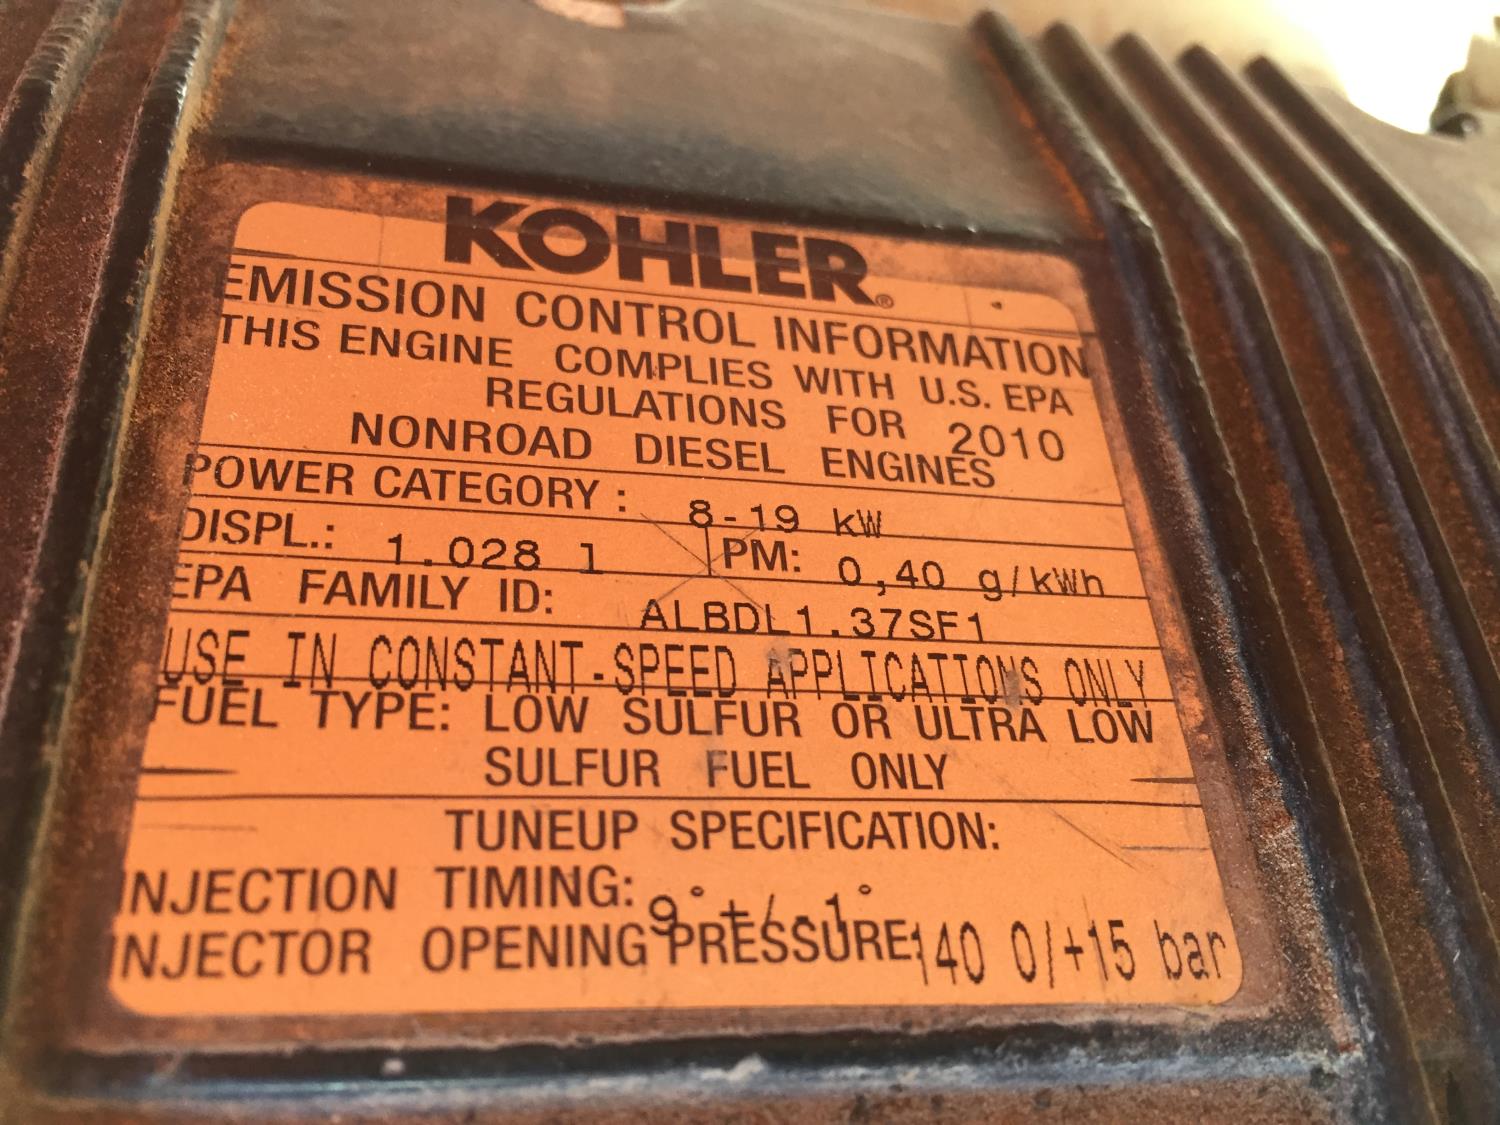 KOHLER®
EMISSION CONTROL INFORMATION
THIS ENGINE COMPLIES WITH U.S. EPA
REGULATIONS FOR 2010
NONROAD DIESEL ENGINES
POWER CATEGORY : 8-19 kW
DISPL.: 1.028 l PM: 0,40 g/kWh
EPA FAMILY ID: ALBDL1.37SF1
USE IN CONSTANT-SPEED APPLICATIONS ONLY
FUEL TYPE: LOW SULFUR OR ULTRA LOW
SULFUR FUEL ONLY
TUNEUP SPECIFICATION:
INJECTION TIMING: 9°+/-1°
INJECTOR OPENING PRESSURE: 140 0/+15 bar